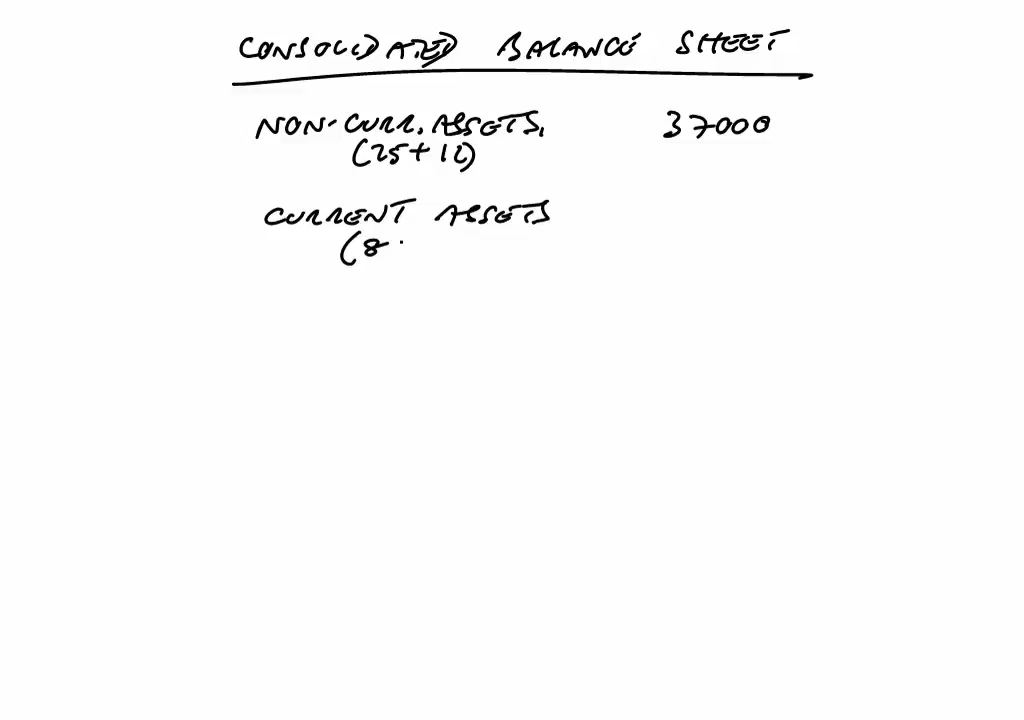 CONSOLIDATED BALANCE SHEET
NON-CURR. ASSETS. 37000
(25+12)
CURRENT ASSETS
(8.